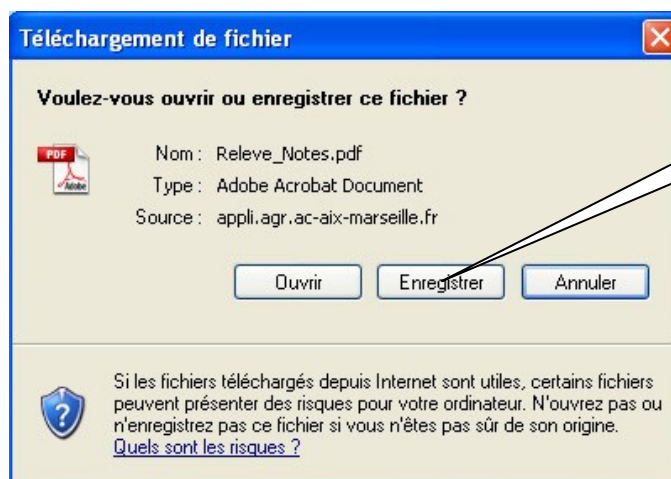 Téléchargement de fichier
Voulez-vous ouvrir ou enregistrer ce fichier ?
PDF
Adobe
Nom : Releve_Notes.pdf
Type : Adobe Acrobat Document
Source : appli.agr.ac-aix-marseille.fr
Ouvrir Enregistrer Annuler
Si les fichiers téléchargés depuis Internet sont utiles, certains fichiers
peuvent présenter des risques pour votre ordinateur. N'ouvrez pas ou
n'enregistrez pas ce fichier si vous n'êtes pas sûr de son origine.
Quels sont les risques ?